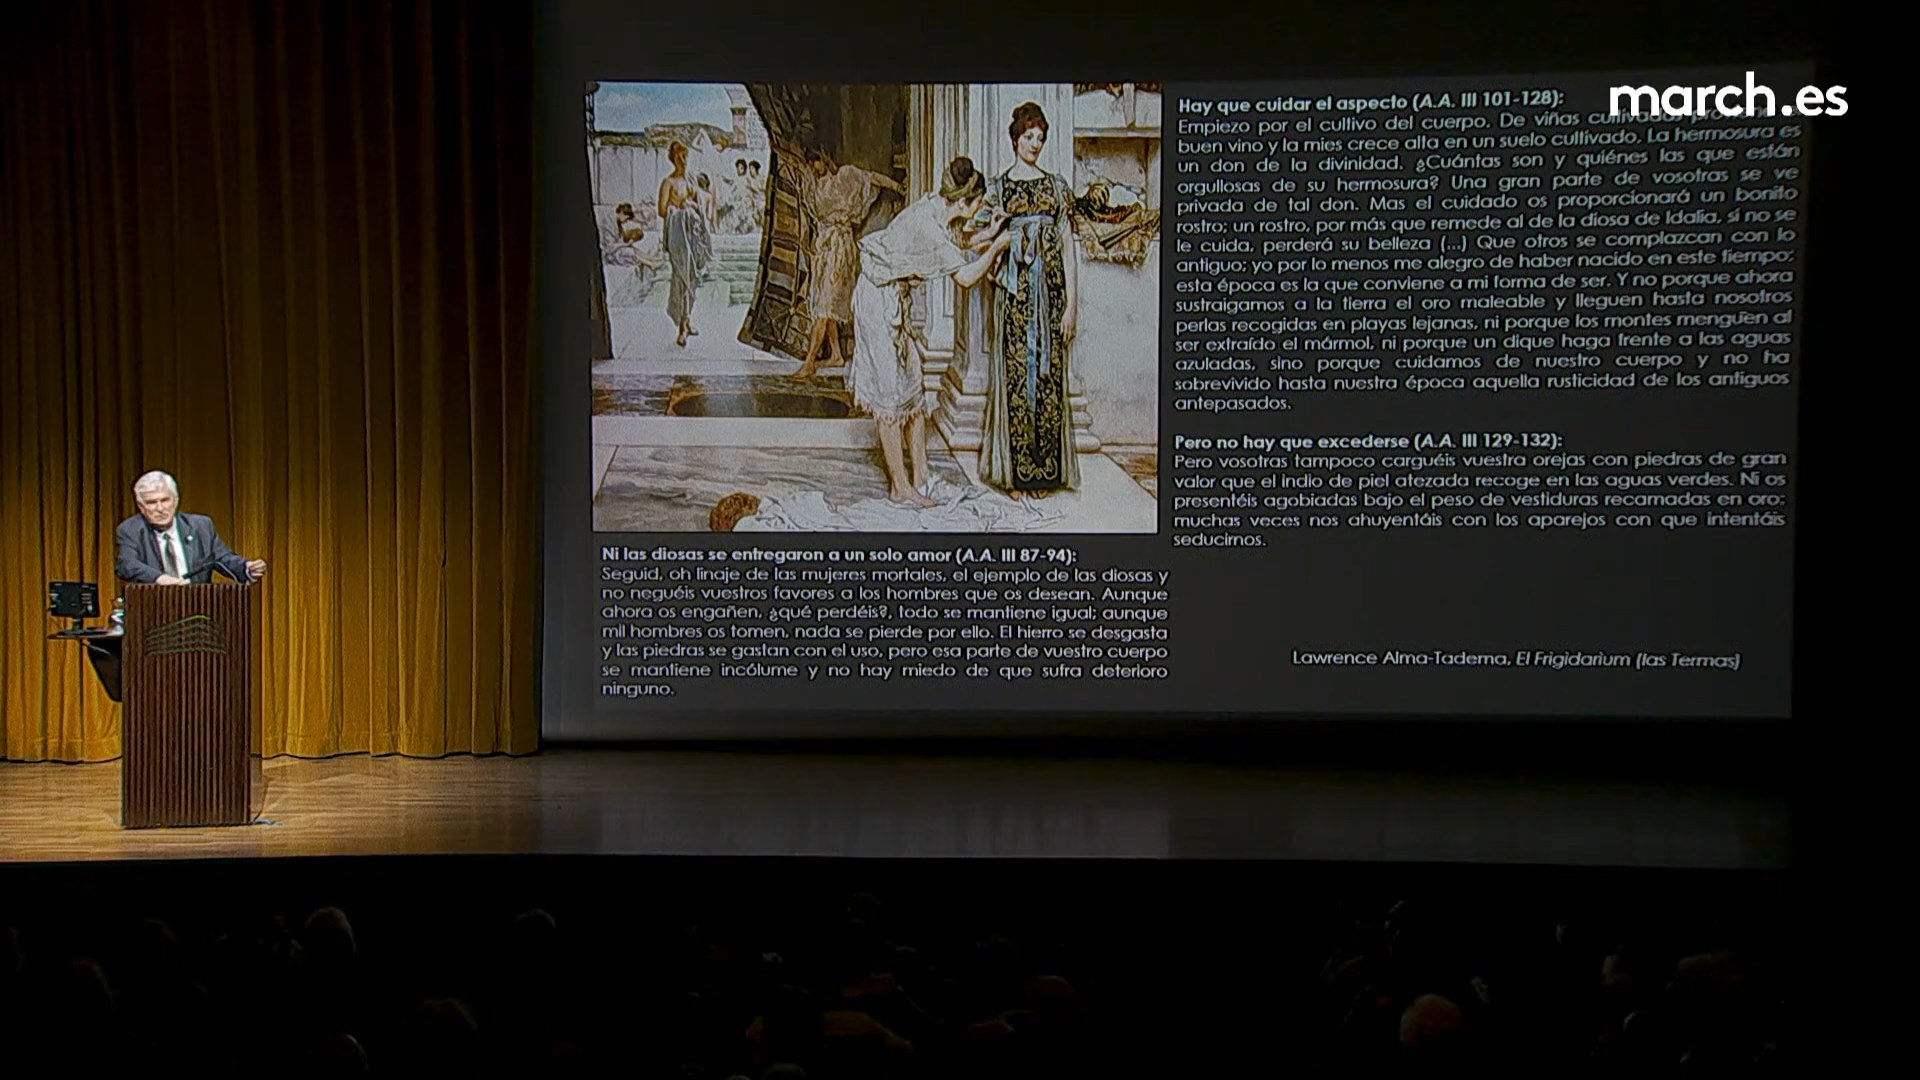 march.es
Hay que cuidar el aspecto (A.A. III 101-128):
Empiezo por el cultivo del cuerpo. De viñas
buen vino y la mies crece alta en un suelo cultivado. La hermosura es
un don de la divinidad. ¿Cuántas son y quiénes las que están
orgullosas de su hermosura? Una gran parte de vosotras se ve
privada de tal don. Mas el cuidado os proporcionará un bonito
rostro; un rostro, por más que remede al de la diosa de Idalia, si no se
le cuida, perderá su belleza (...) Que otros se complazcan con lo
antiguo; yo por lo menos me alegro de haber nacido en este tiempo:
esta época es la que conviene a mi forma de ser. Y no porque ahora
sustraigamos a la tierra el oro maleable y lleguen hasta nosotros
perlas recogidas en playas lejanas, ni porque los montes mengüen al
ser extraído el mármol, ni porque un dique haga frente a las aguas
azuladas, sino porque cuidamos de nuestro cuerpo y no ha
sobrevivido hasta nuestra época aquella rusticidad de los antiguos
antepasados.
Pero no hay que excederse (A.A. III 129-132):
Pero vosotras tampoco carguéis vuestra orejas con piedras de gran
valor que el indio de piel atezada recoge en las aguas verdes. Ni os
presentéis agobiadas bajo el peso de vestiduras recamadas en oro:
muchas veces nos ahuyentáis con los aparejos con que intentáis
seducirnos.
Ni las diosas se entregaron a un solo amor (A.A. III 87-94):
Seguid, oh linaje de las mujeres mortales, el ejemplo de las diosas y
no neguéis vuestros favores a los hombres que os desean. Aunque
ahora os engañen, ¿qué perdéis?, todo se mantiene igual; aunque
mil hombres os tomen, nada se pierde por ello. El hierro se desgasta
y las piedras se gastan con el uso, pero esa parte de vuestro cuerpo
se mantiene incólume y no hay miedo de que sufra deterioro
ninguno.
Lawrence Alma-Tadema, El Frigidarium (las Termas)